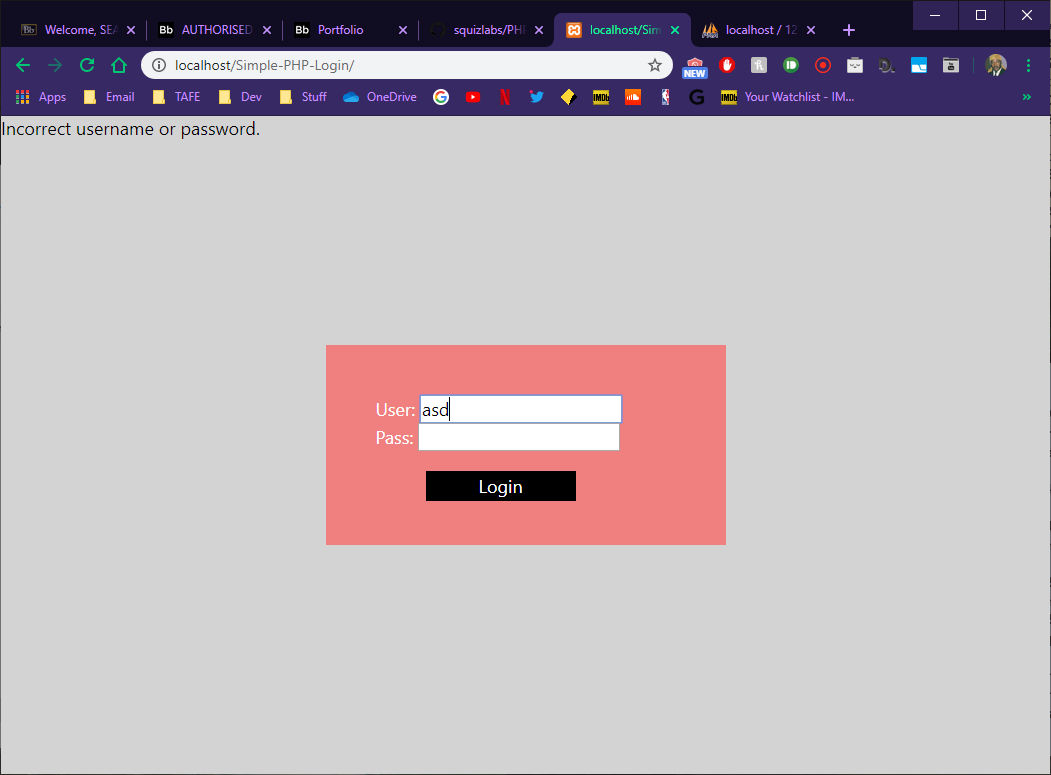 Bb Welcome, SEA
Bb AUTHORISED
Bb Portfolio
squizlabs/PHP
localhost/Sim
localhost / 12
localhost/Simple-PHP-Login/
NEW
Apps Email TAFE Dev Stuff OneDrive G IMDb G IMDb Your Watchlist - IM...
Incorrect username or password.
User: asd
Pass:
Login